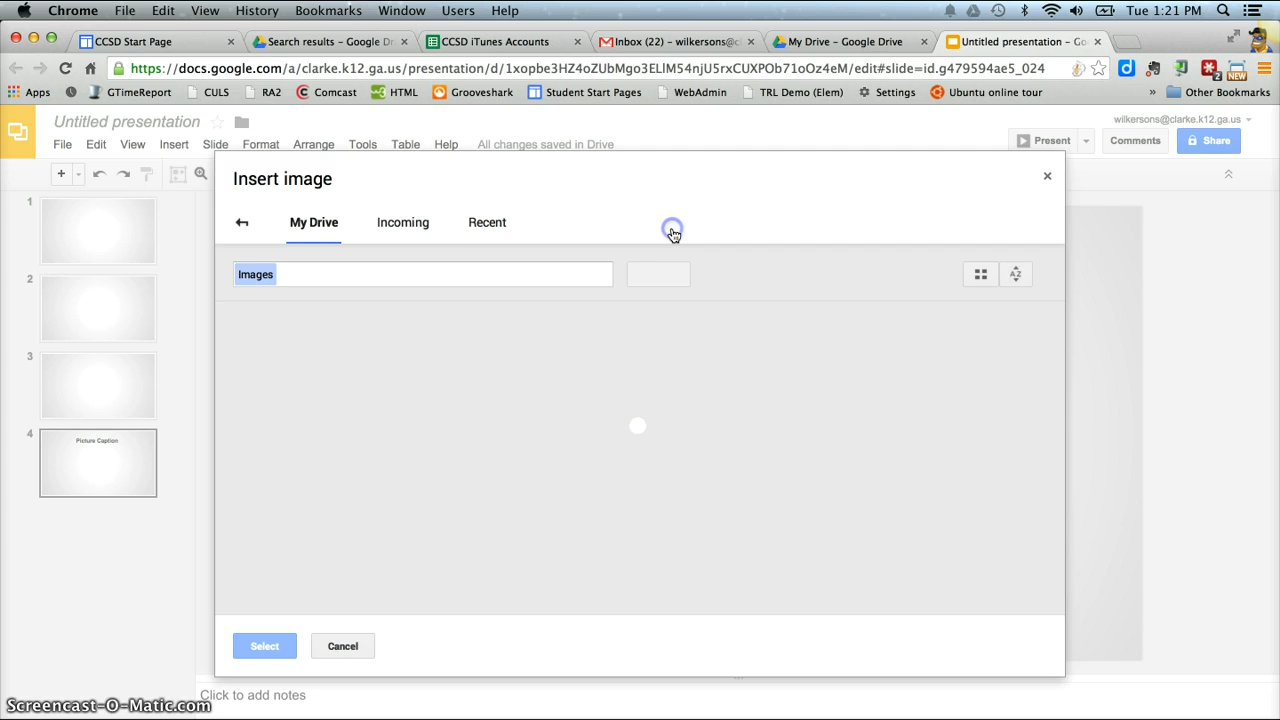 Chrome File Edit View History Bookmarks Window Users Help Tue 1:21 PM
CCSD Start Page Search results - Google Dr CCSD iTunes Accounts Inbox (22) - wilkersons@c My Drive - Google Drive Untitled presentation - Go
https://docs.google.com/a/clarke.k12.ga.us/presentation/d/1xopbe3HZ4oZUbMgo3ElM54njU5rxCUXPOb71oOz4eM/edit#slide=id.g479594ae5_024 2 NEW
Apps GTimeReport CULS RA2 Comcast HTML Grooveshark Student Start Pages WebAdmin TRL Demo (Elem) Settings Ubuntu online tour » Other Bookmarks
Untitled presentation wilkersons@clarke.k12.ga.us
File Edit View Insert Slide Format Arrange Tools Table Help All changes saved in Drive Present Comments Share
Insert image
My Drive Incoming Recent
Images AZ
1
2
3
4 Picture Caption
Select Cancel
Click to add notes
Screencast-O-Matic.com